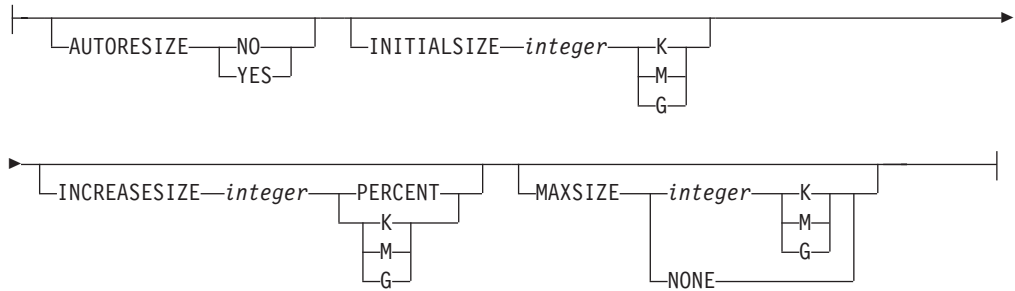 AUTORESIZE NO INITIALSIZE integer K
YES M
G
INCREASESIZE integer PERCENT MAXSIZE integer K
K M
M G
G NONE